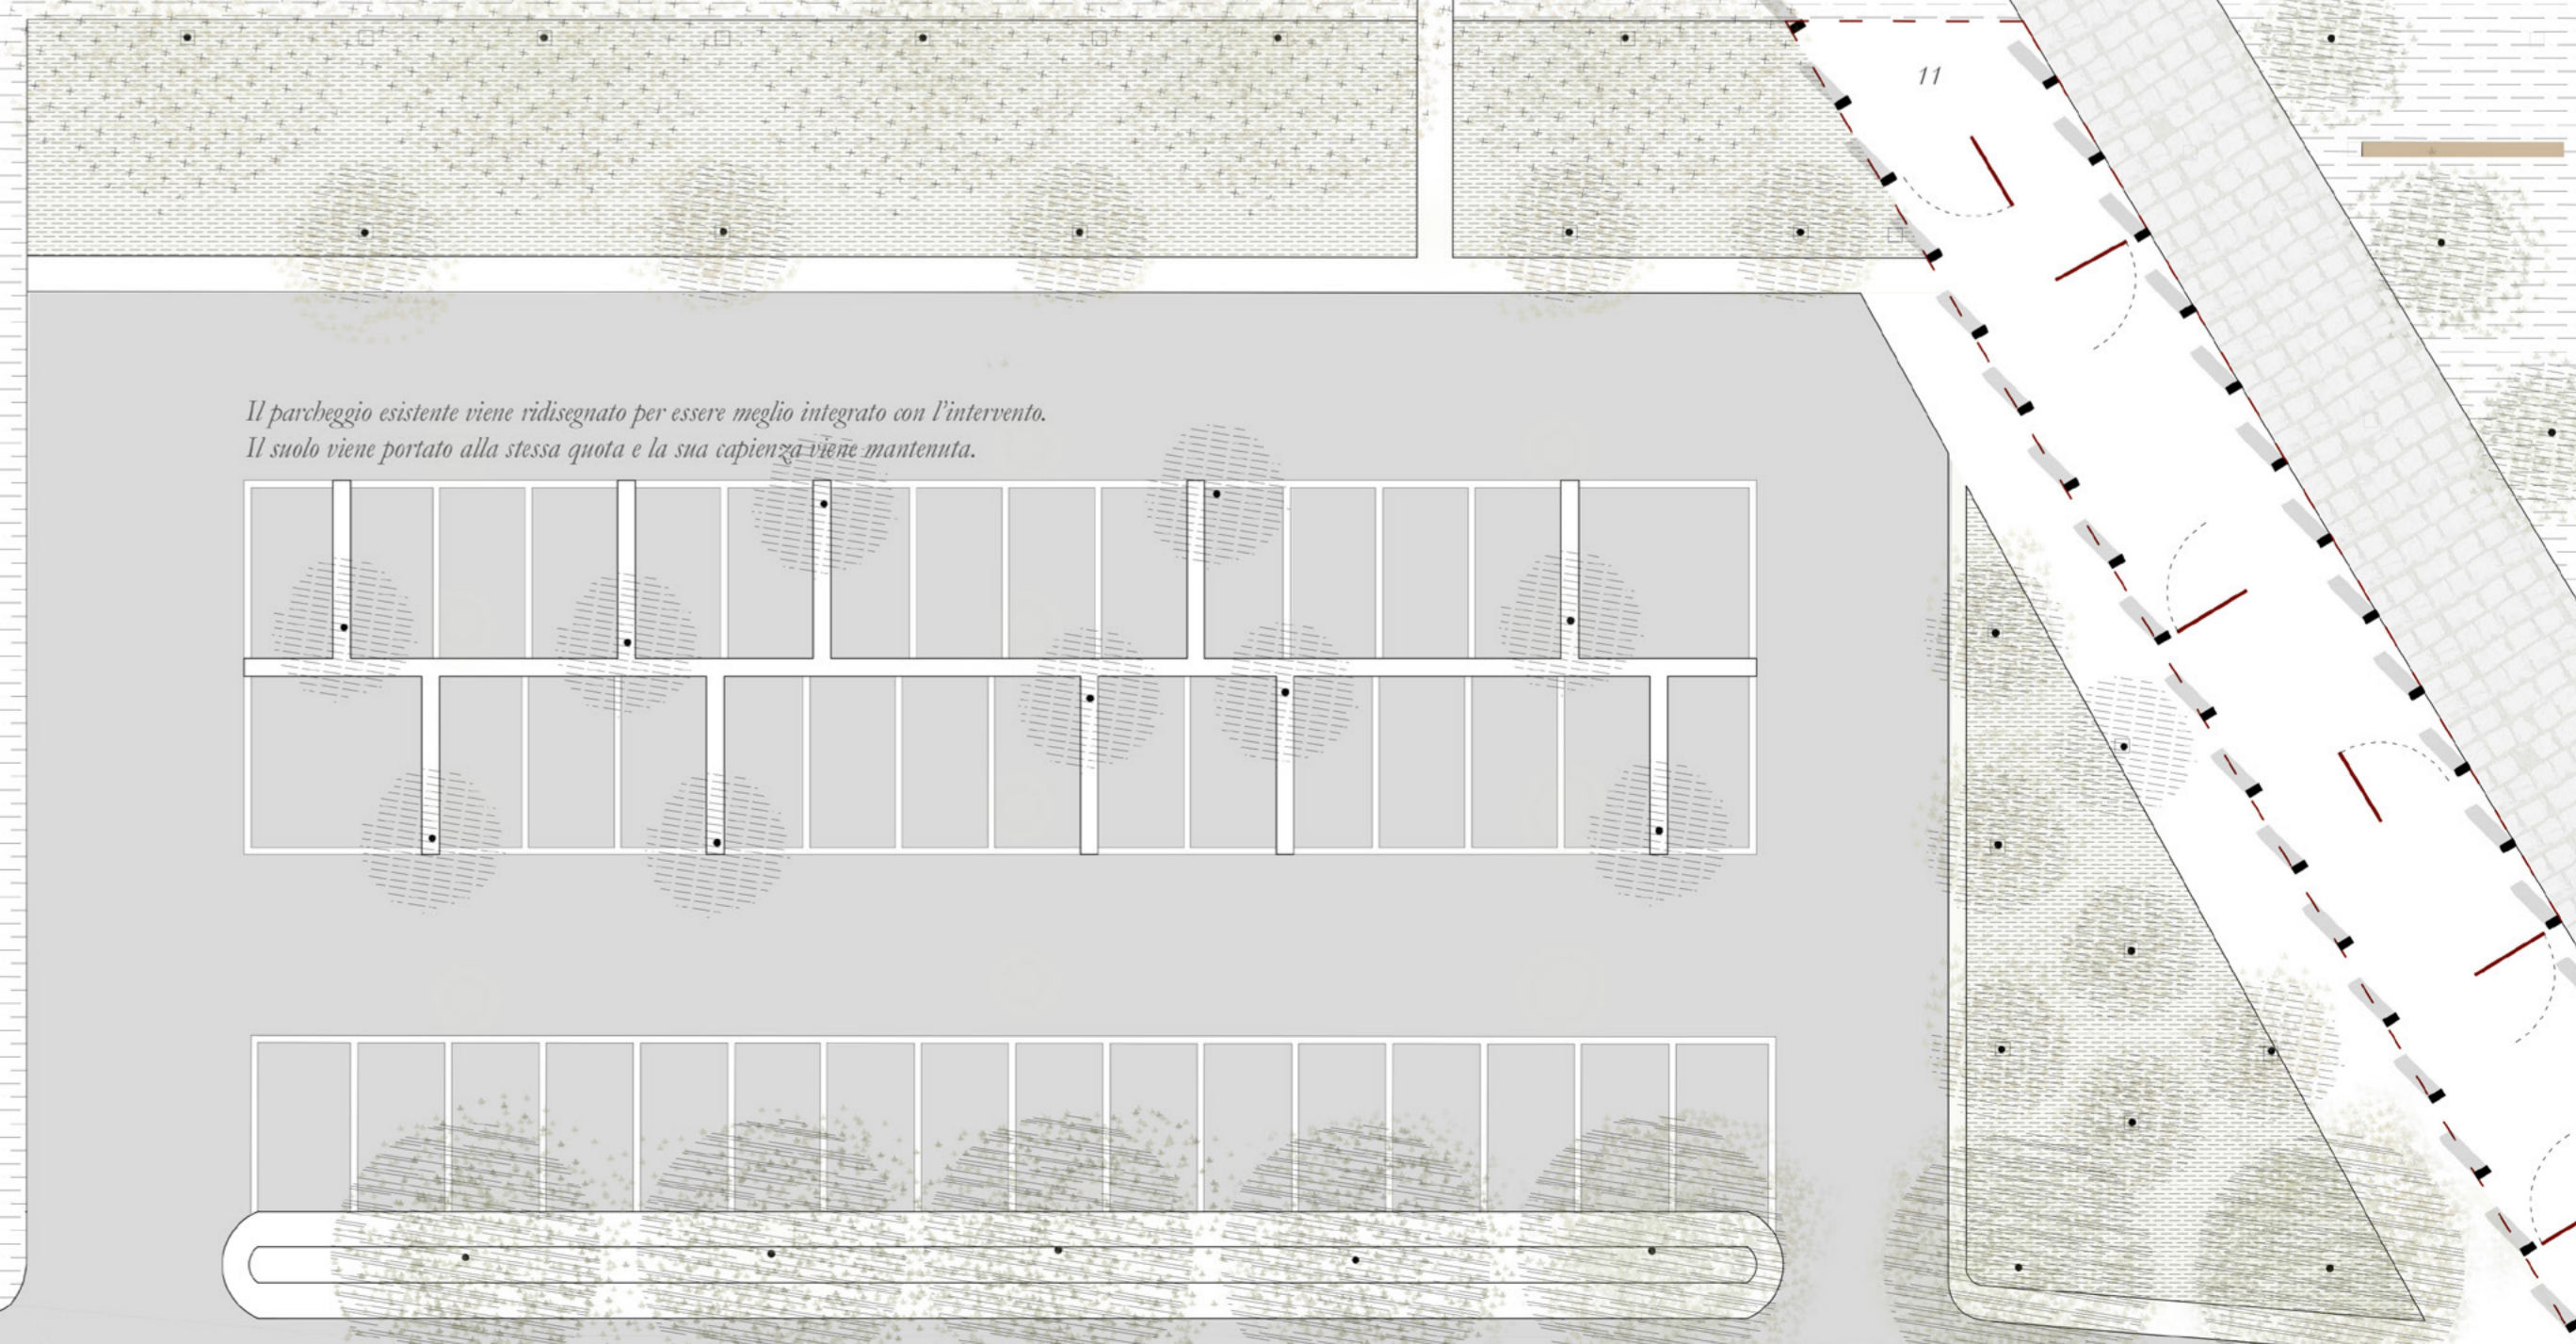 11
Il parcheggio esistente viene ridisegnato per essere meglio integrato con l'intervento.
Il suolo viene portato alla stessa quota e la sua capienza viene mantenuta.